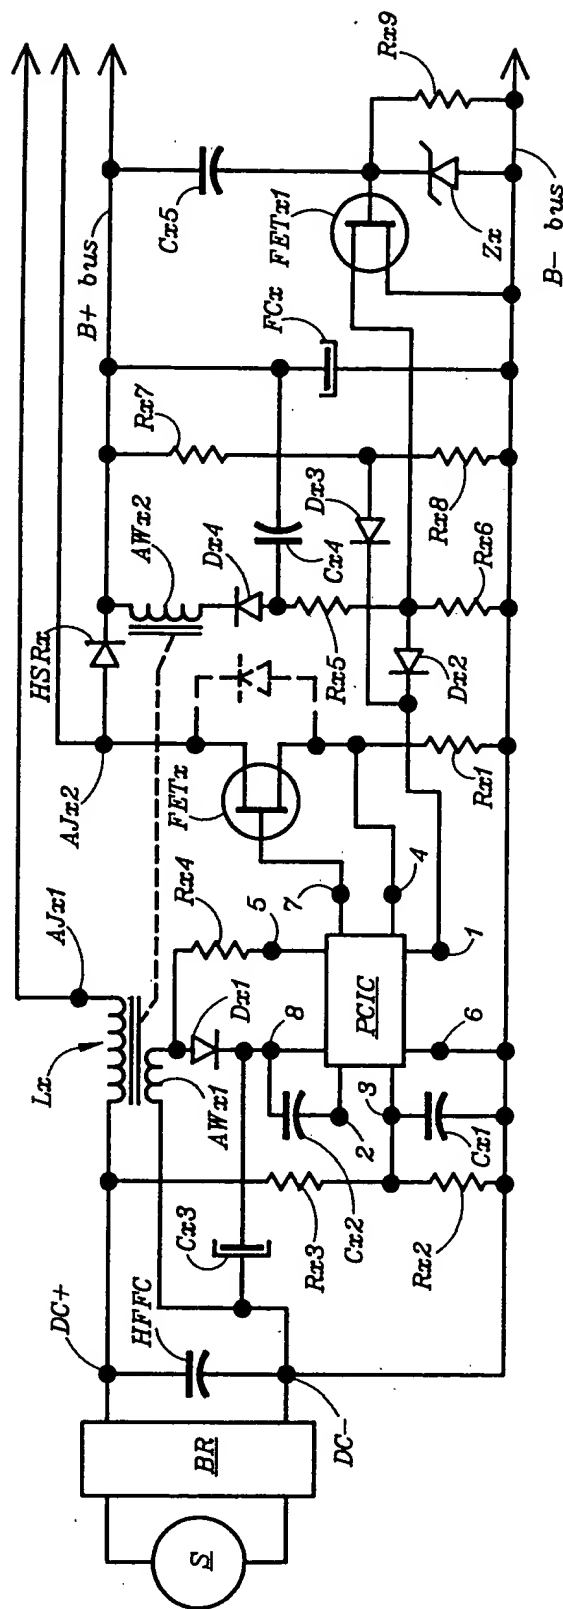 S
BR
DC+
HFFC
DC-
Lx
AJx1
AWx1
Cx3
Rx3
Cx2
Rx2
Cx1
Dx1
Rx4
8
5
2
3
7
4
PCIC
6
1
AJx2
FETx
Rx1
HSRx
AWx2
Dx4
Cx4
Rx5
Dx2
Rx6
Rx7
Dx3
Rx8
B+ bus
FCx
Cx5
FETx1
Zx
Rx9
B- bus